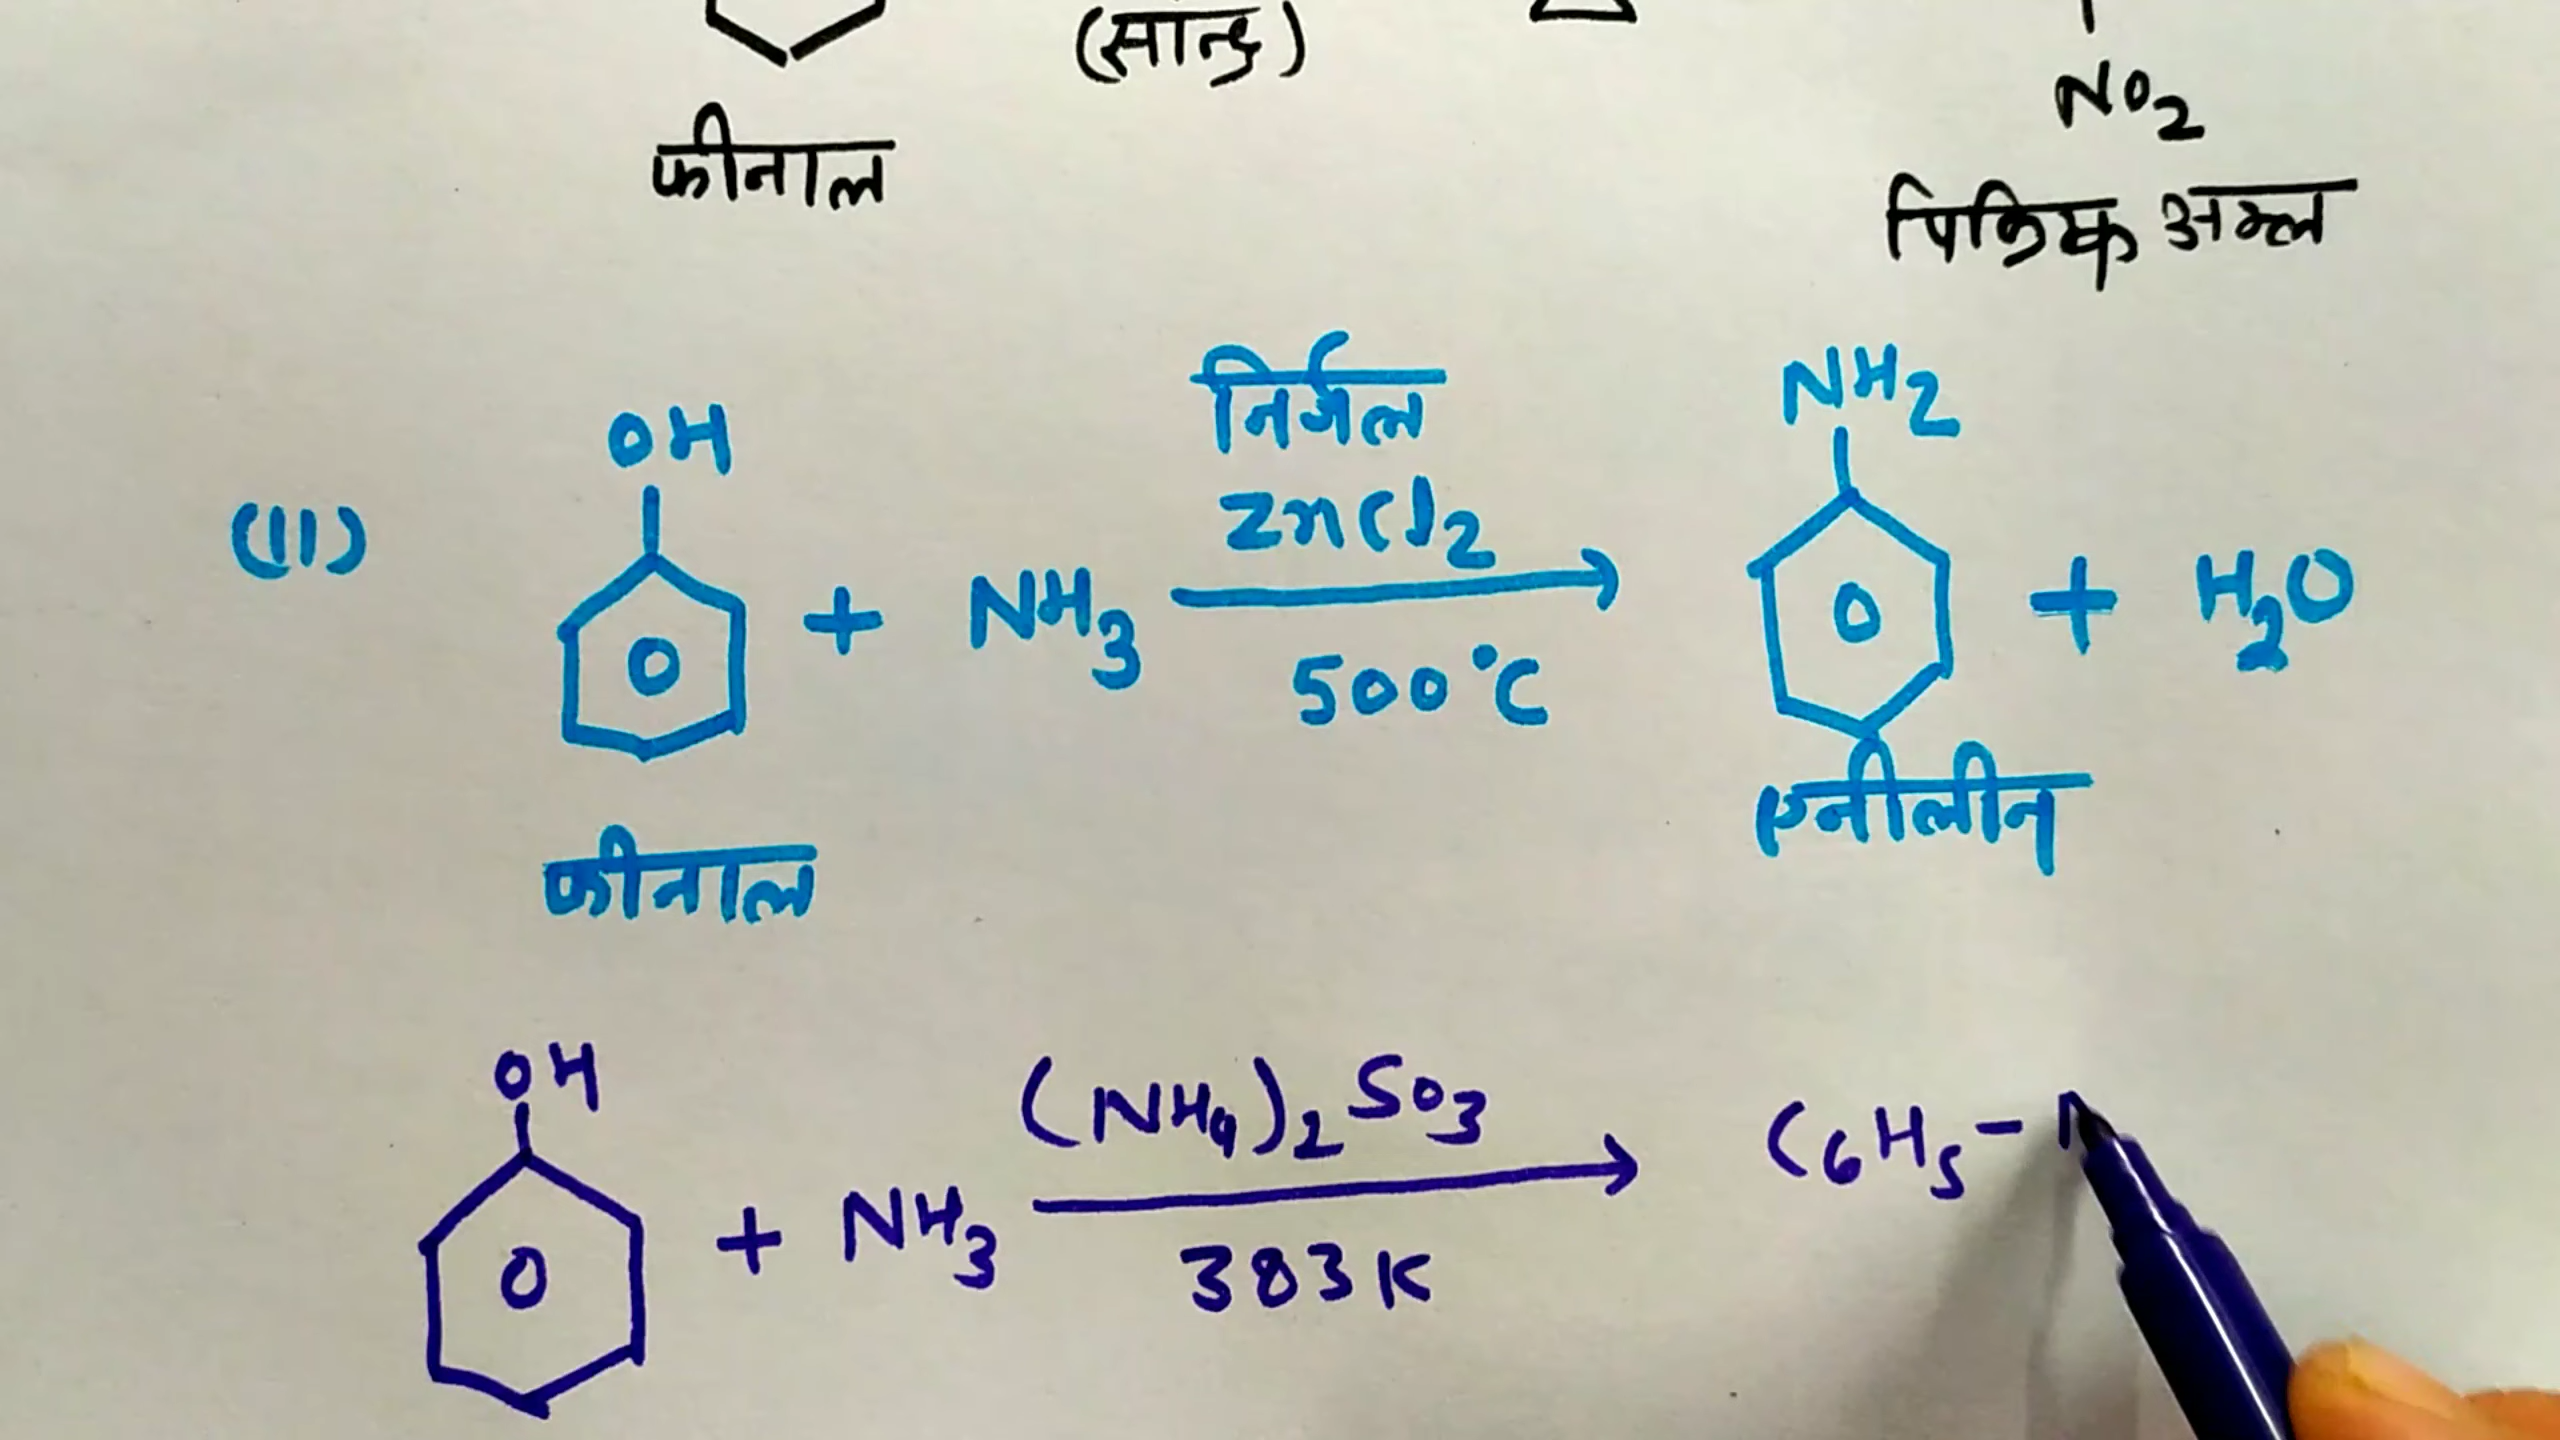 (सान्द्र)
NO2
फीनाल
पिक्रिक अम्ल
(II)
OH
+ NH3
निर्जल
ZnCl2
500°C
NH2
+ H2O
एनीलीन
फीनाल
OH
+ NH3
(NH4)2SO3
383K
C6H5-N